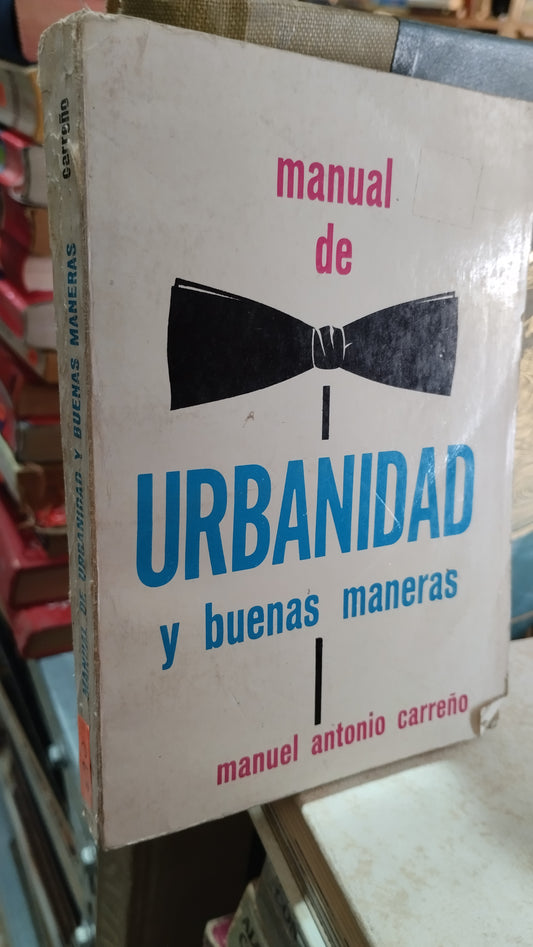 manual
de
URBANIDAD
y buenas maneras
manuel antonio carreño
MANUAL DE URBANIDAD Y BUENAS MANERAS
carreño